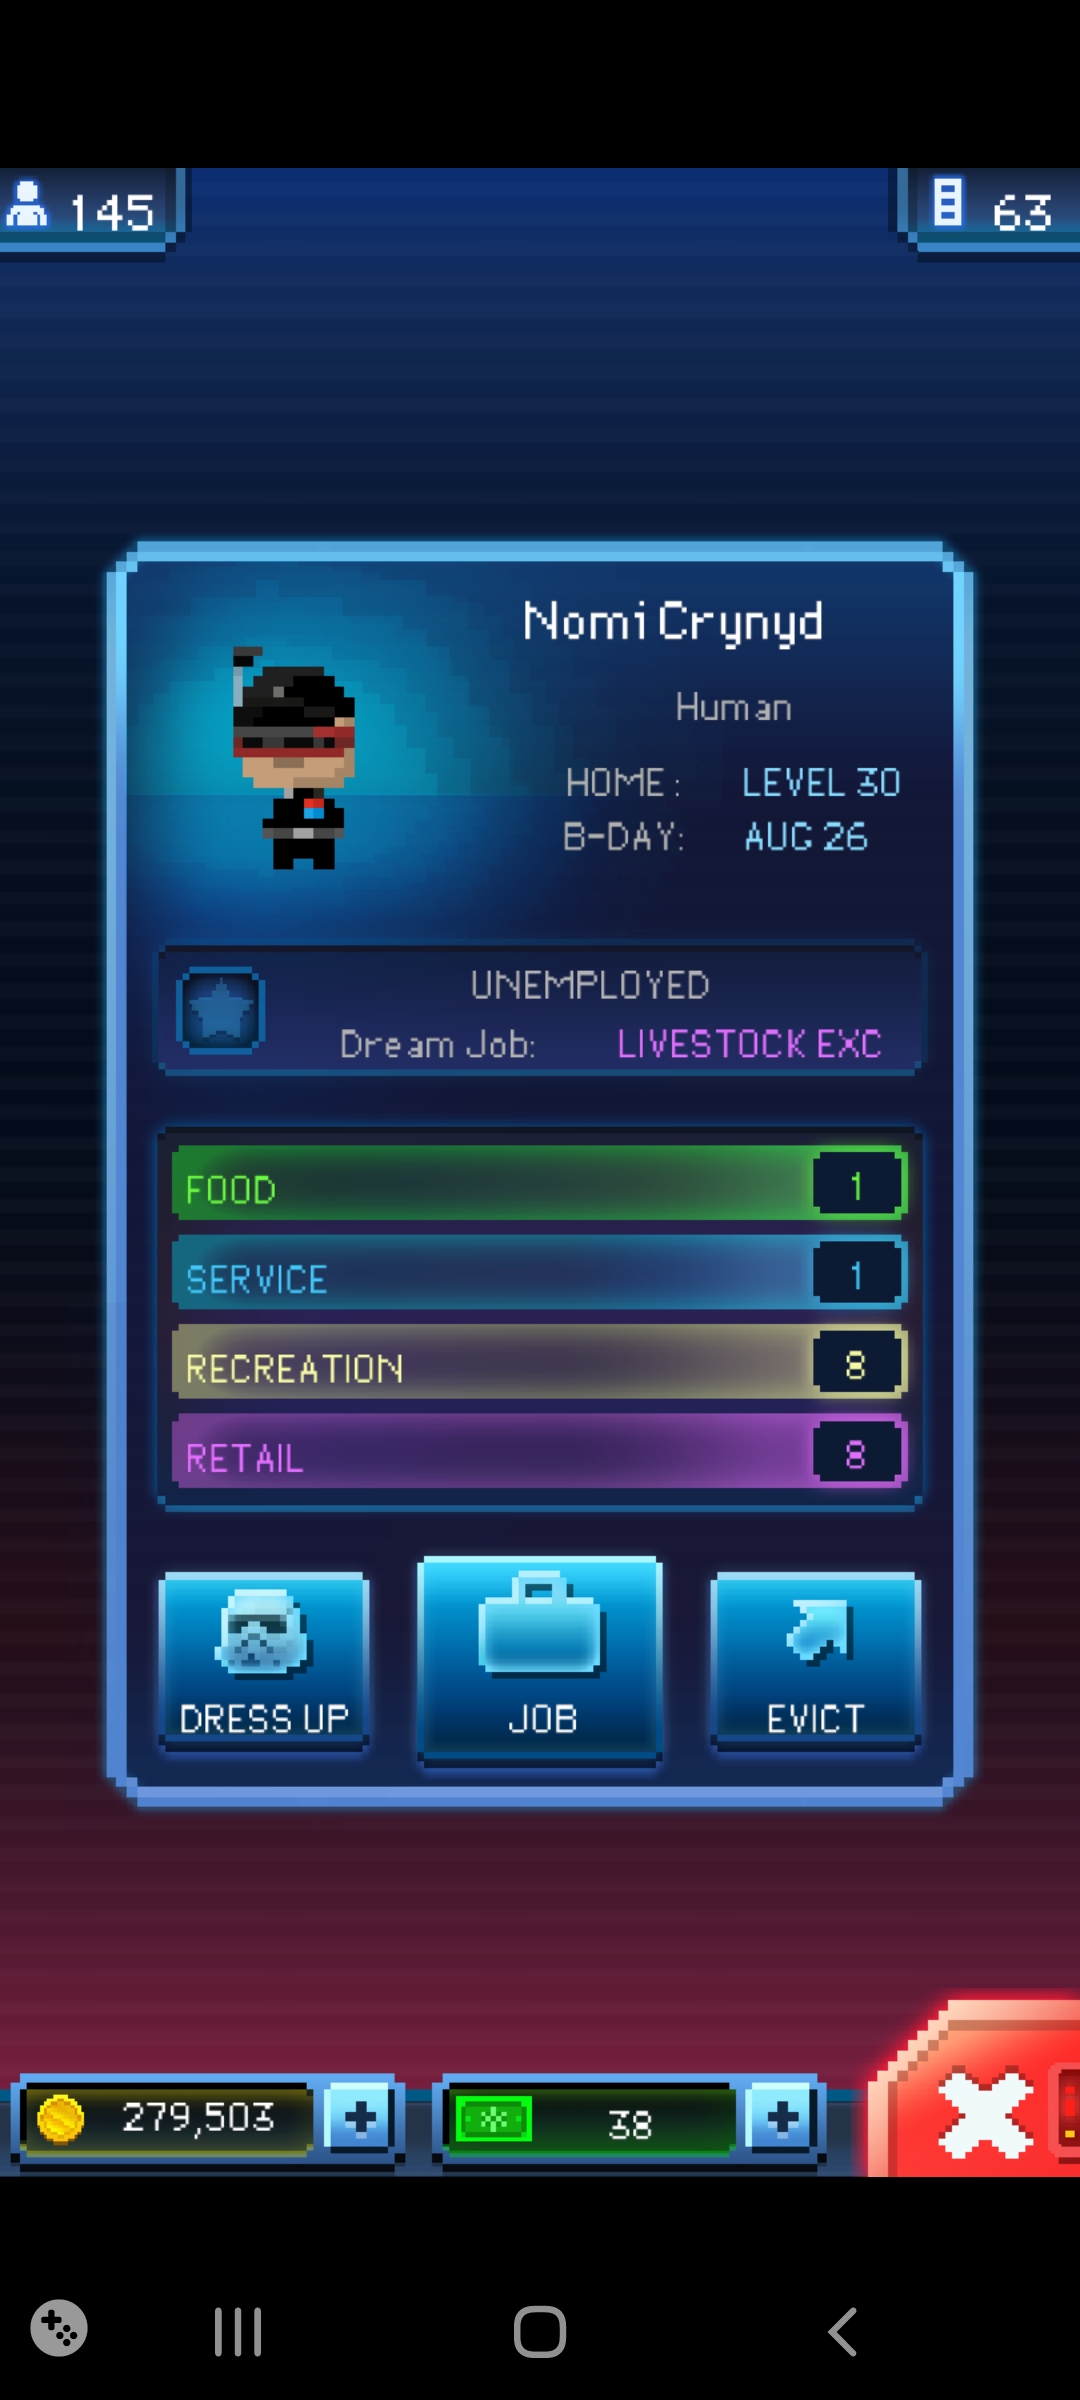 145
63
Nomi Crynyd
Human
HOME: LEVEL 30
B-DAY: AUG 26
UNEMPLOYED
Dream Job: LIVESTOCK EXC
FOOD 1
SERVICE 1
RECREATION 8
RETAIL 8
DRESS UP JOB EVICT
279,503 + 38 +